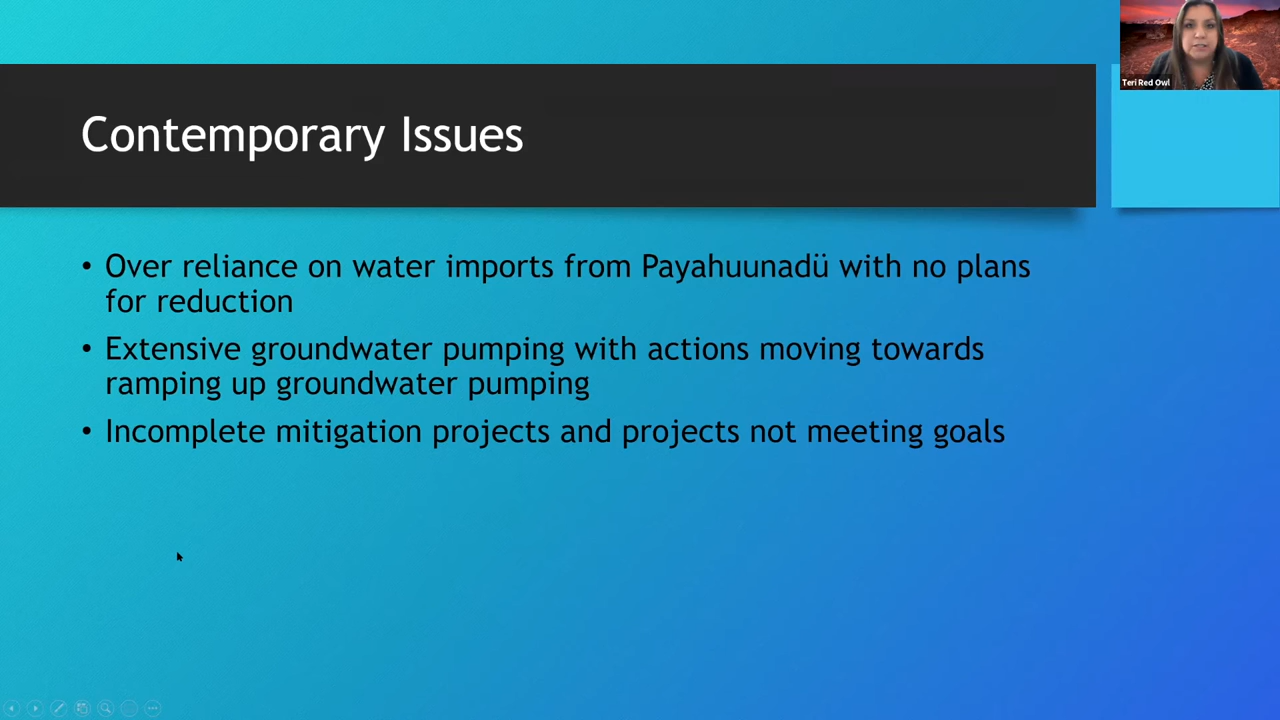 Teri Red Owl
Contemporary Issues
• Over reliance on water imports from Payahuunadü with no plans
for reduction
• Extensive groundwater pumping with actions moving towards
ramping up groundwater pumping
• Incomplete mitigation projects and projects not meeting goals